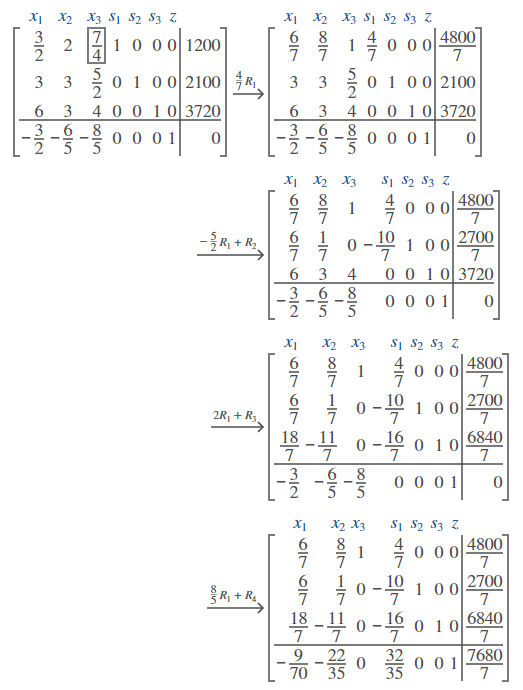 x₁ x₂ x₃ s₁ s₂ s₃ z
3/2 2 7/4 1 0 0 0 | 1200
3 3 5/2 0 1 0 0 | 2100
6 3 4 0 0 1 0 | 3720
-3/2 -6/5 -8/5 0 0 0 1 | 0
4/7 R₁ →
x₁ x₂ x₃ s₁ s₂ s₃ z
6/7 8/7 1 4/7 0 0 0 | 4800/7
3 3 5/2 0 1 0 0 | 2100
6 3 4 0 0 1 0 | 3720
-3/2 -6/5 -8/5 0 0 0 1 | 0
-5/2 R₁ + R₂ →
x₁ x₂ x₃ s₁ s₂ s₃ z
6/7 8/7 1 4/7 0 0 0 | 4800/7
6/7 1/7 0 -10/7 1 0 0 | 2700/7
6 3 4 0 0 1 0 | 3720
-3/2 -6/5 -8/5 0 0 0 1 | 0
2R₁ + R₃ →
x₁ x₂ x₃ s₁ s₂ s₃ z
6/7 8/7 1 4/7 0 0 0 | 4800/7
6/7 1/7 0 -10/7 1 0 0 | 2700/7
18/7 -11/7 0 -16/7 0 1 0 | 6840/7
-3/2 -6/5 -8/5 0 0 0 1 | 0
8/5 R₁ + R₄ →
x₁ x₂ x₃ s₁ s₂ s₃ z
6/7 8/7 1 4/7 0 0 0 | 4800/7
6/7 1/7 0 -10/7 1 0 0 | 2700/7
18/7 -11/7 0 -16/7 0 1 0 | 6840/7
-9/70 -22/35 0 32/35 0 0 1 | 7680/7